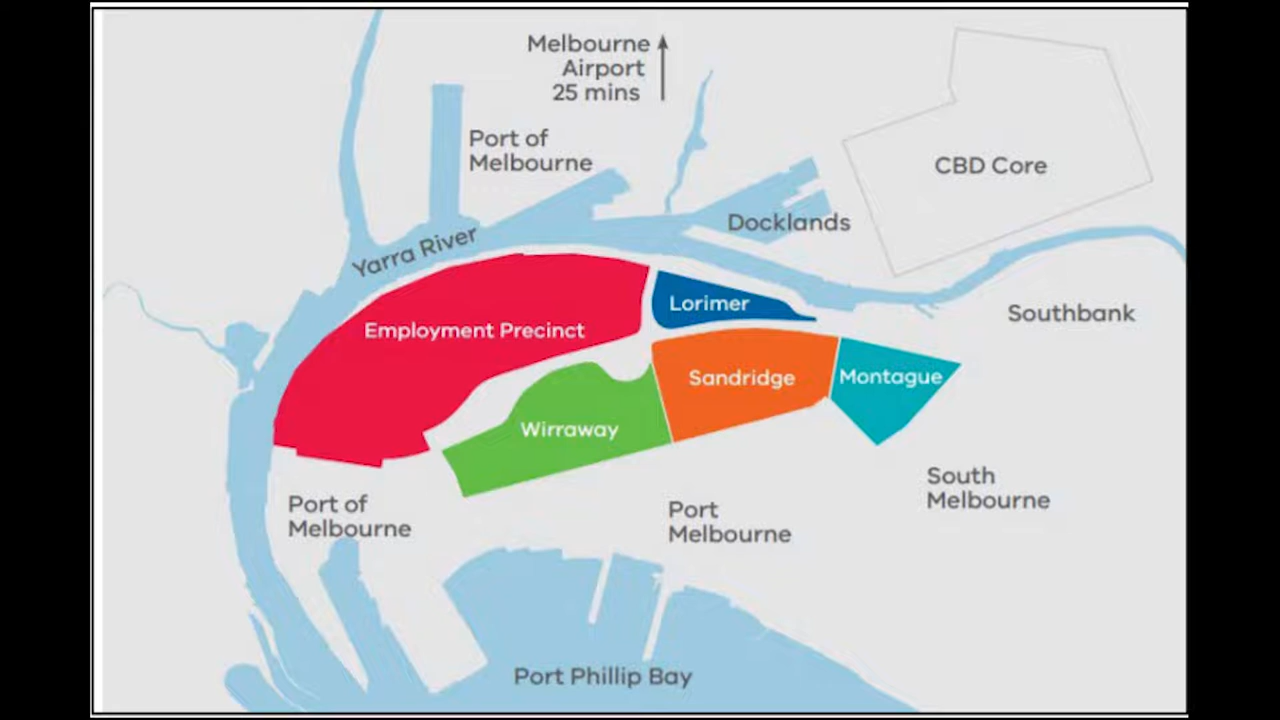 Melbourne
Airport
25 mins
Port of
Melbourne
CBD Core
Docklands
Yarra River
Lorimer
Southbank
Employment Precinct
Sandridge
Montague
Wirraway
South
Melbourne
Port of
Melbourne
Port
Melbourne
Port Phillip Bay